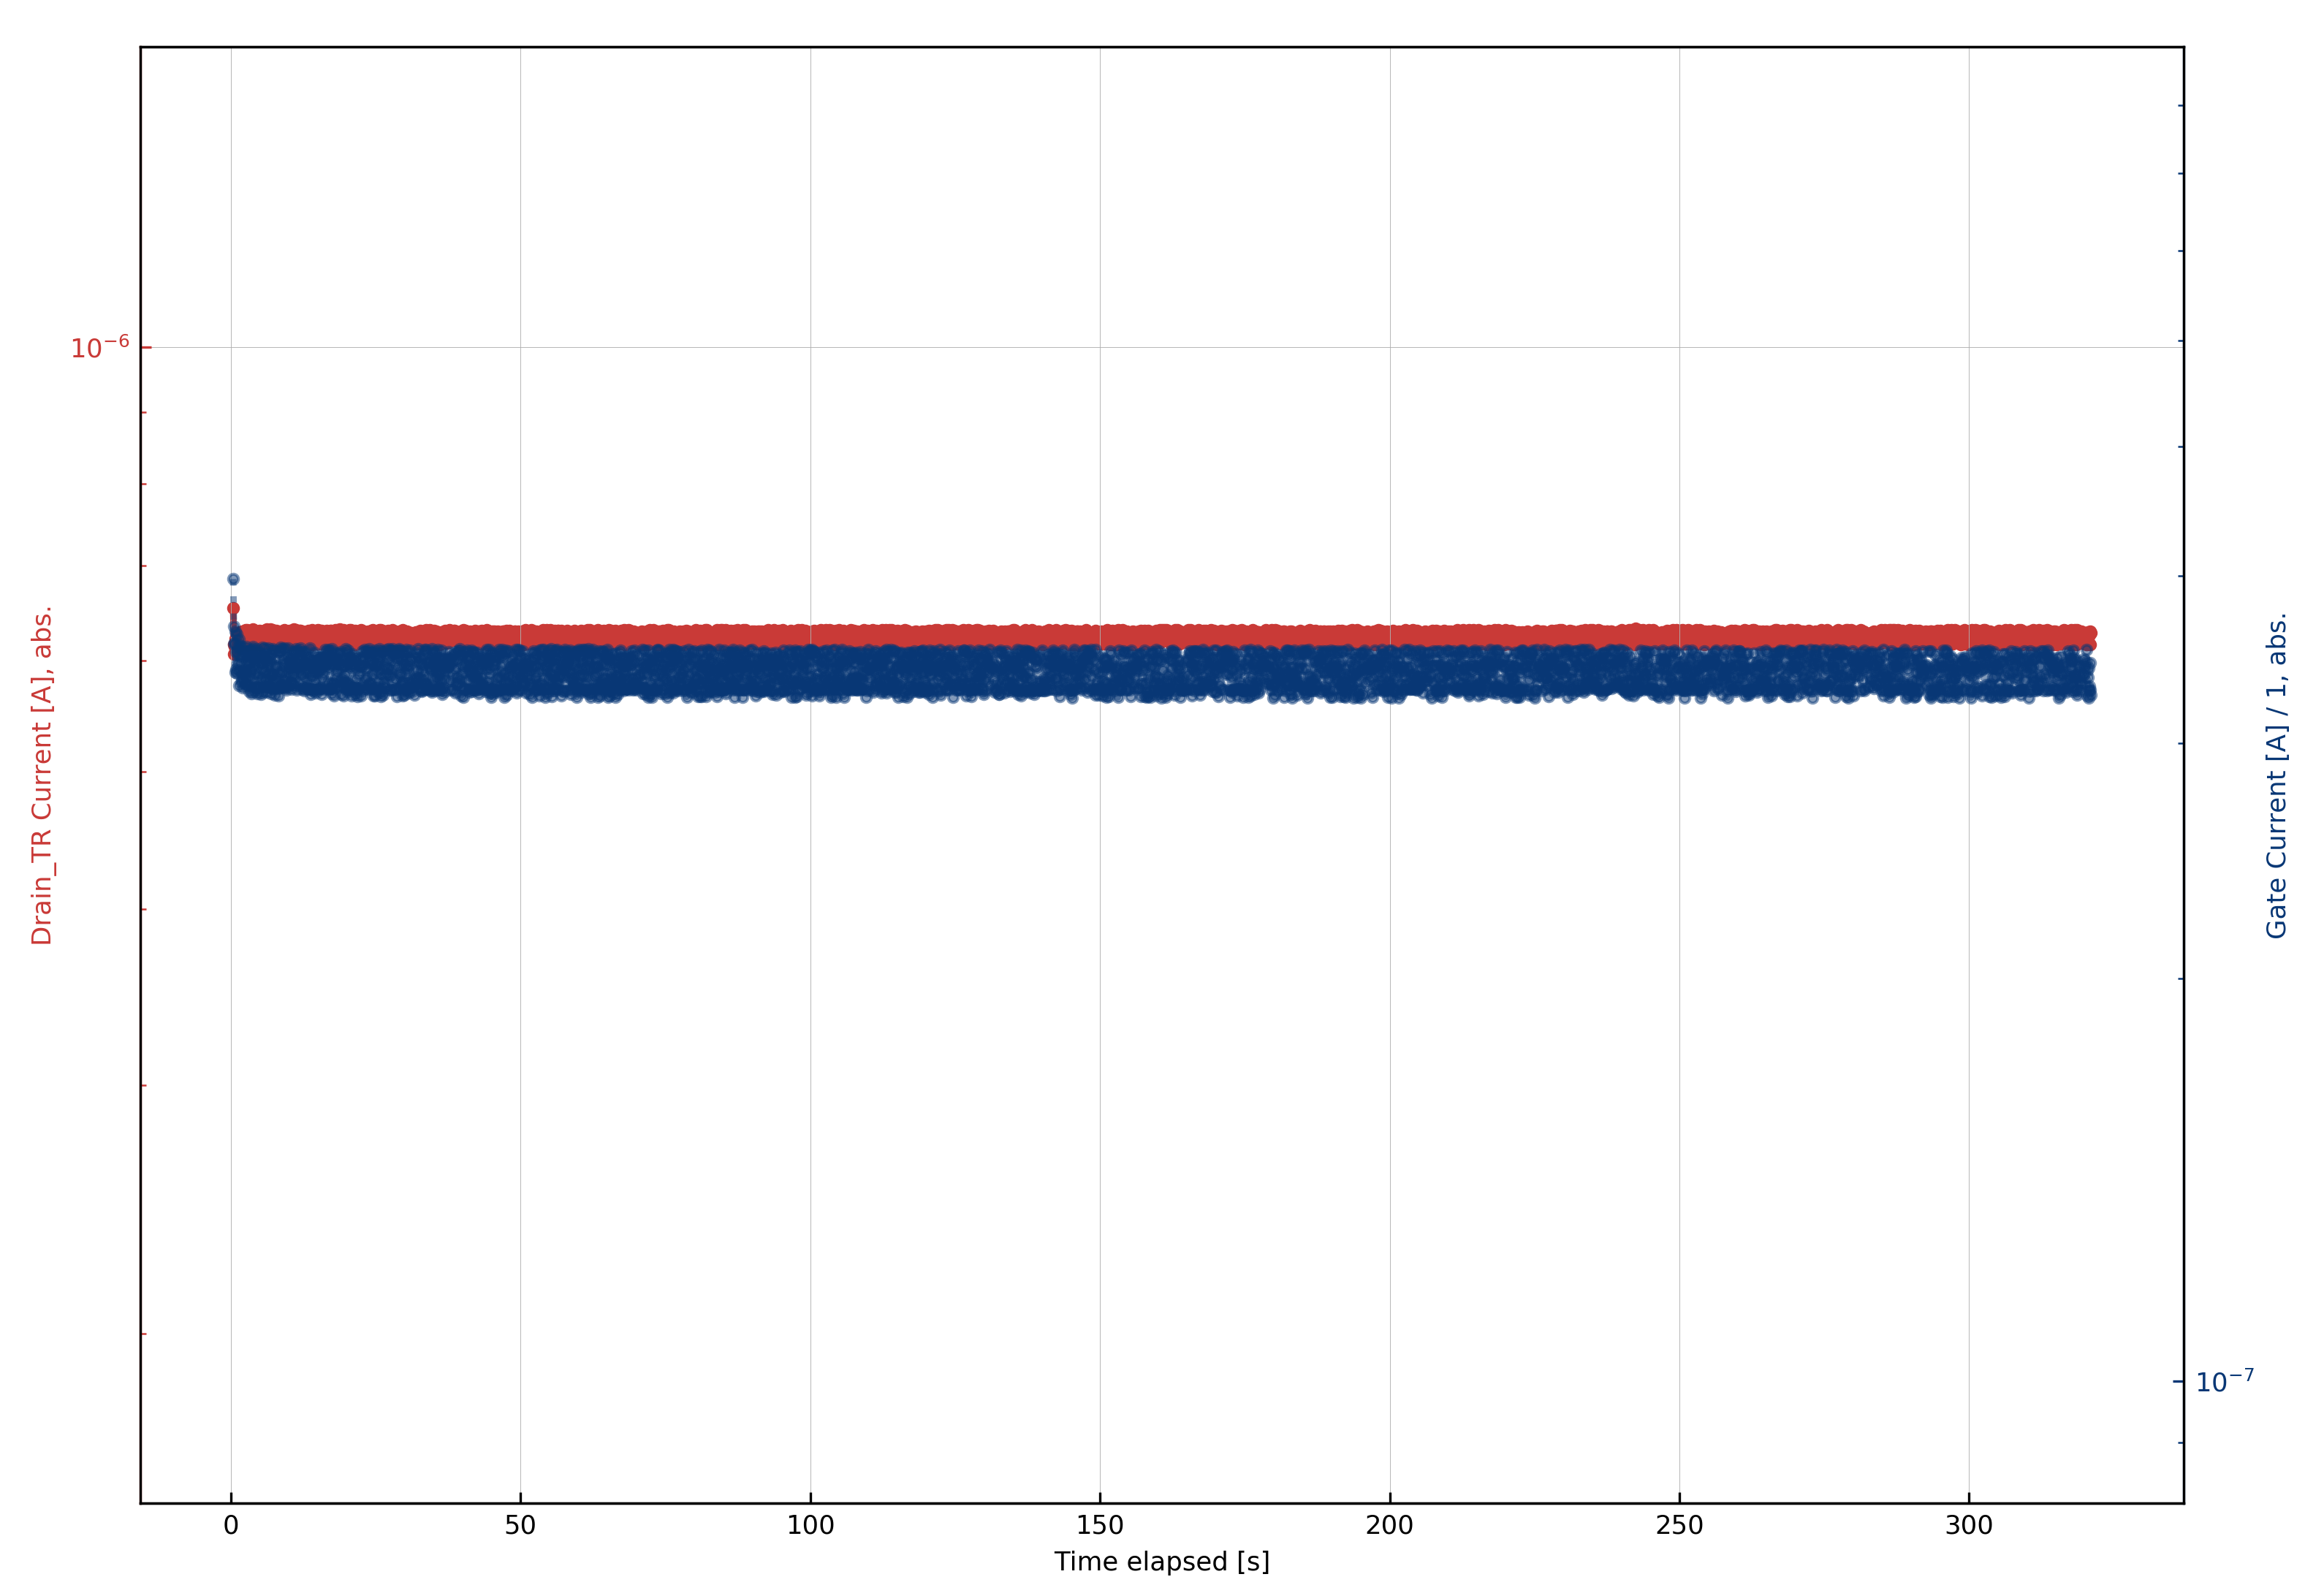 10⁻⁶
Drain_TR Current [A], abs.
Gate Current [A] / 1, abs.
10⁻⁷
0 50 100 150 200 250 300
Time elapsed [s]